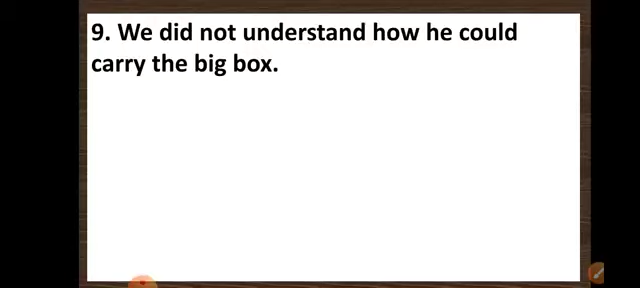 9. We did not understand how he could
carry the big box.